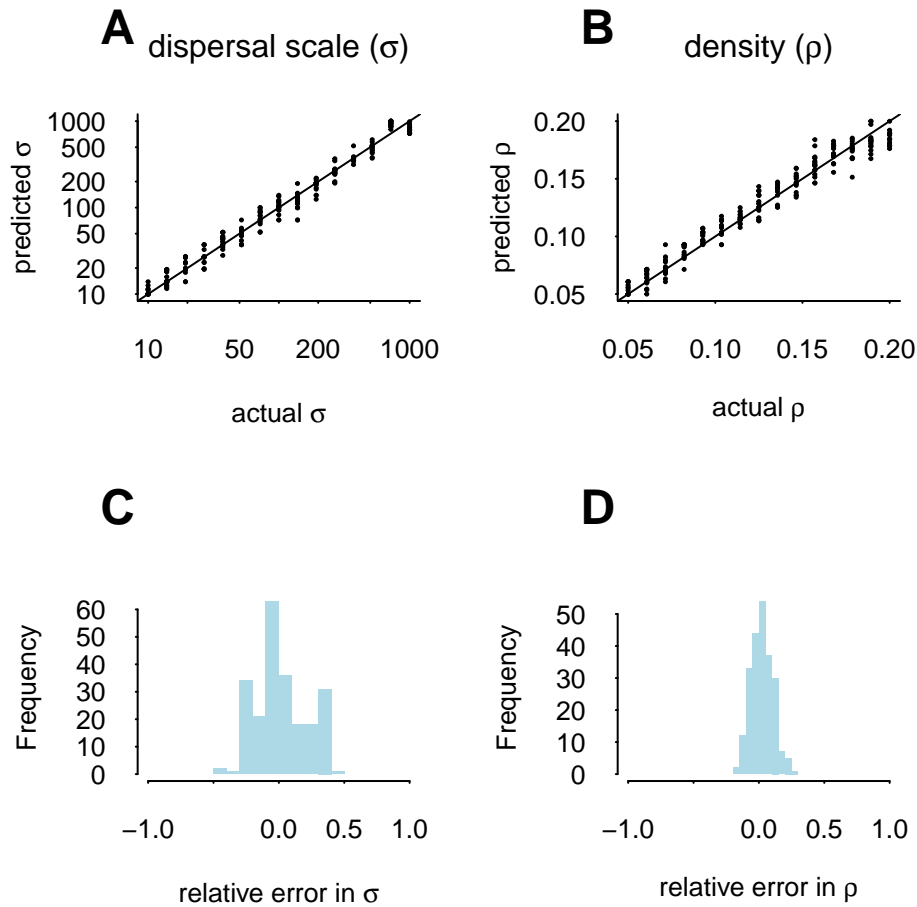 A
dispersal scale (σ)
predicted σ
1000
500
200
100
50
20
10
10 50 200 1000
actual σ
B
density (ρ)
predicted ρ
0.20
0.15
0.10
0.05
0.05 0.10 0.15 0.20
actual ρ
C
Frequency
60
50
40
30
20
10
0
−1.0 0.0 0.5 1.0
relative error in σ
D
Frequency
50
40
30
20
10
0
−1.0 0.0 0.5 1.0
relative error in ρ